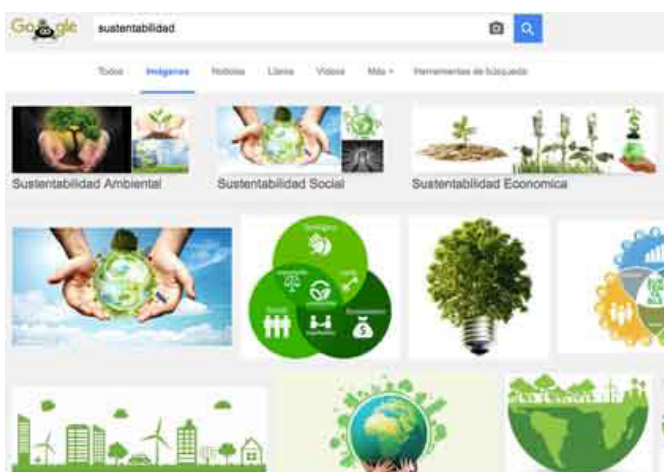 Google sustentabilidad
Todos Imágenes Noticias Libros Videos Más Herramientas de búsqueda
Sustentabilidad Ambiental Sustentabilidad Social Sustentabilidad Economica
Ecológico
Social Economico